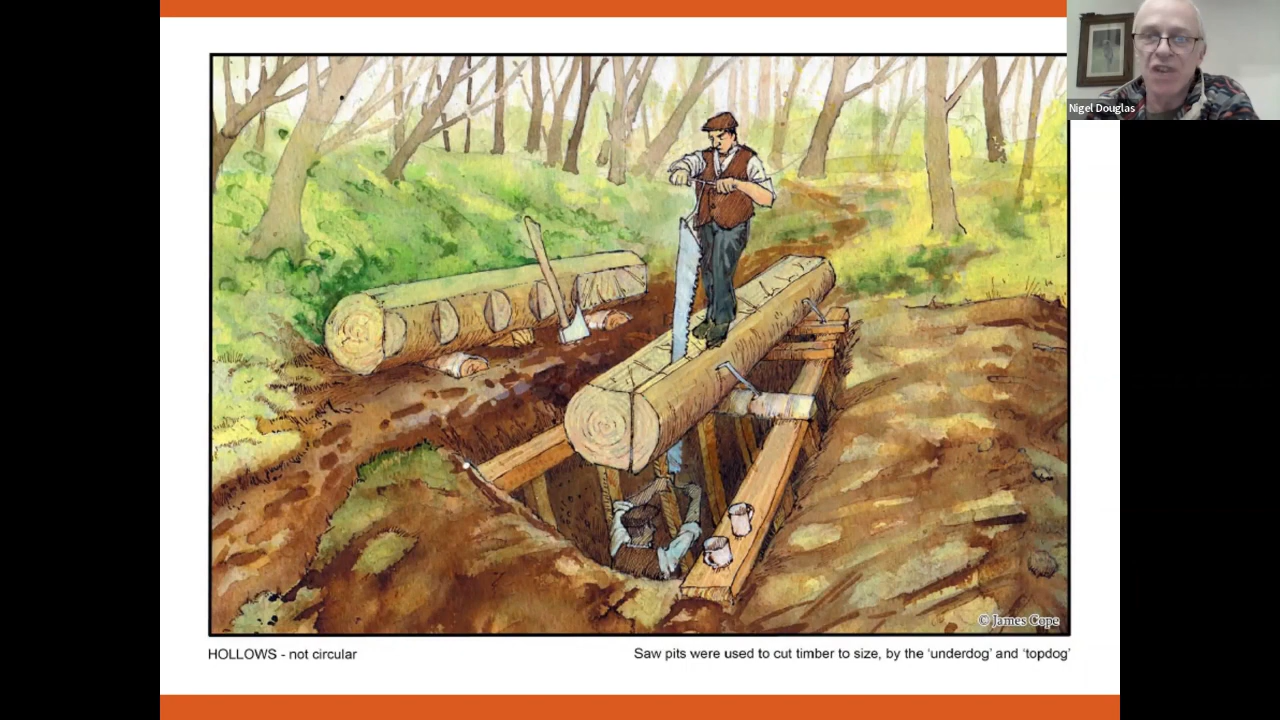 Nigel Douglas
© James Cope
HOLLOWS - not circular
Saw pits were used to cut timber to size, by the ‘underdog’ and ‘topdog’